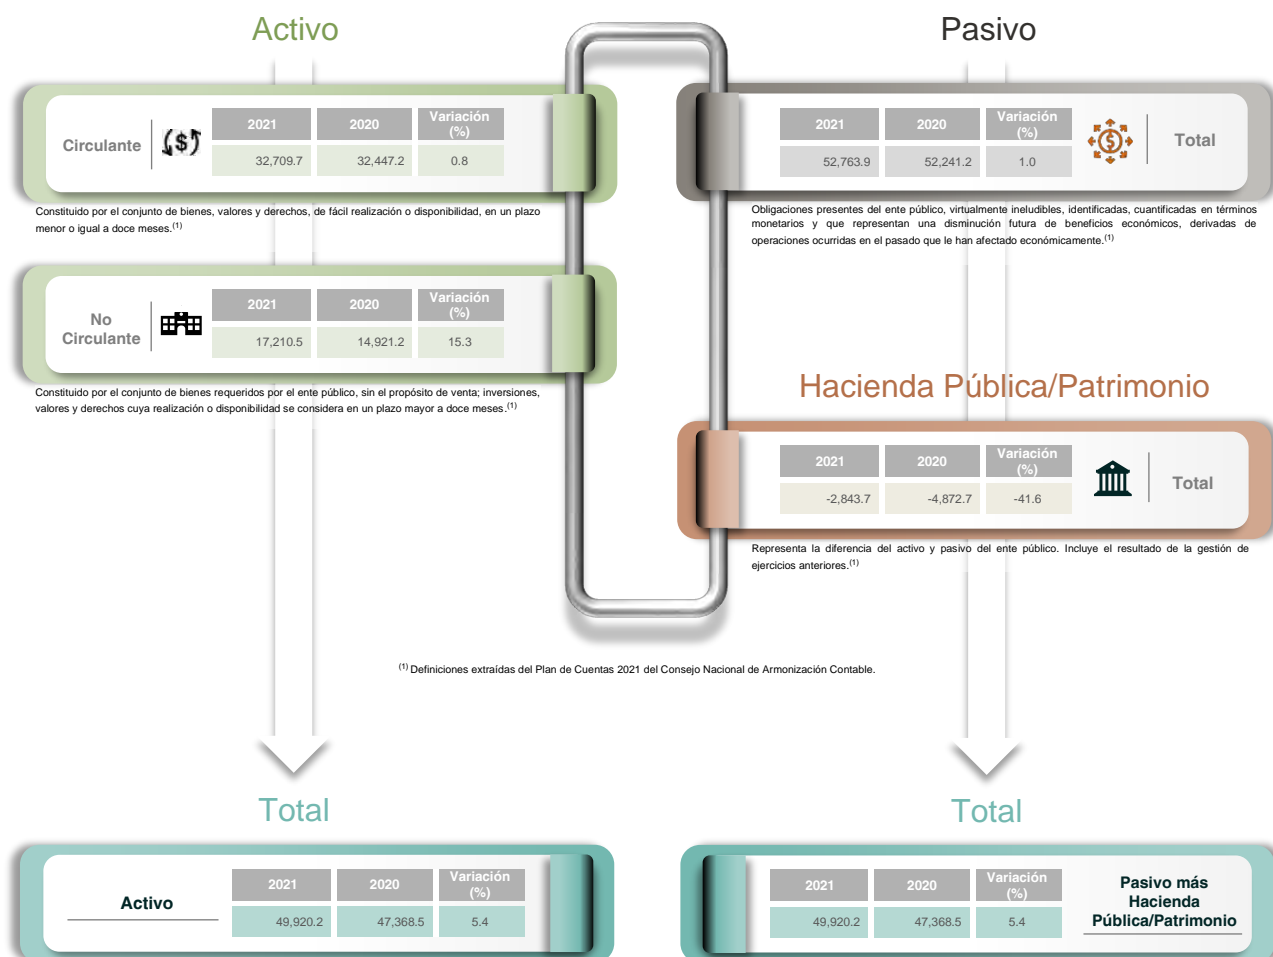 Activo
Circulante
2021 2020 Variación (%)
32,709.7 32,447.2 0.8
Constituido por el conjunto de bienes, valores y derechos, de fácil realización o disponibilidad, en un plazo
menor o igual a doce meses.(1)
No
Circulante
2021 2020 Variación (%)
17,210.5 14,921.2 15.3
Constituido por el conjunto de bienes requeridos por el ente público, sin el propósito de venta; inversiones,
valores y derechos cuya realización o disponibilidad se considera en un plazo mayor a doce meses.(1)
Pasivo
2021 2020 Variación (%)
52,763.9 52,241.2 1.0
Total
Obligaciones presentes del ente público, virtualmente ineludibles, identificadas, cuantificadas en términos
monetarios y que representan una disminución futura de beneficios económicos, derivadas de
operaciones ocurridas en el pasado que le han afectado económicamente.(1)
Hacienda Pública/Patrimonio
2021 2020 Variación (%)
-2,843.7 -4,872.7 -41.6
Total
Representa la diferencia del activo y pasivo del ente público. Incluye el resultado de la gestión de
ejercicios anteriores.(1)
(1) Definiciones extraídas del Plan de Cuentas 2021 del Consejo Nacional de Armonización Contable.
Total
Activo
2021 2020 Variación (%)
49,920.2 47,368.5 5.4
Total
2021 2020 Variación (%)
49,920.2 47,368.5 5.4
Pasivo más
Hacienda
Pública/Patrimonio